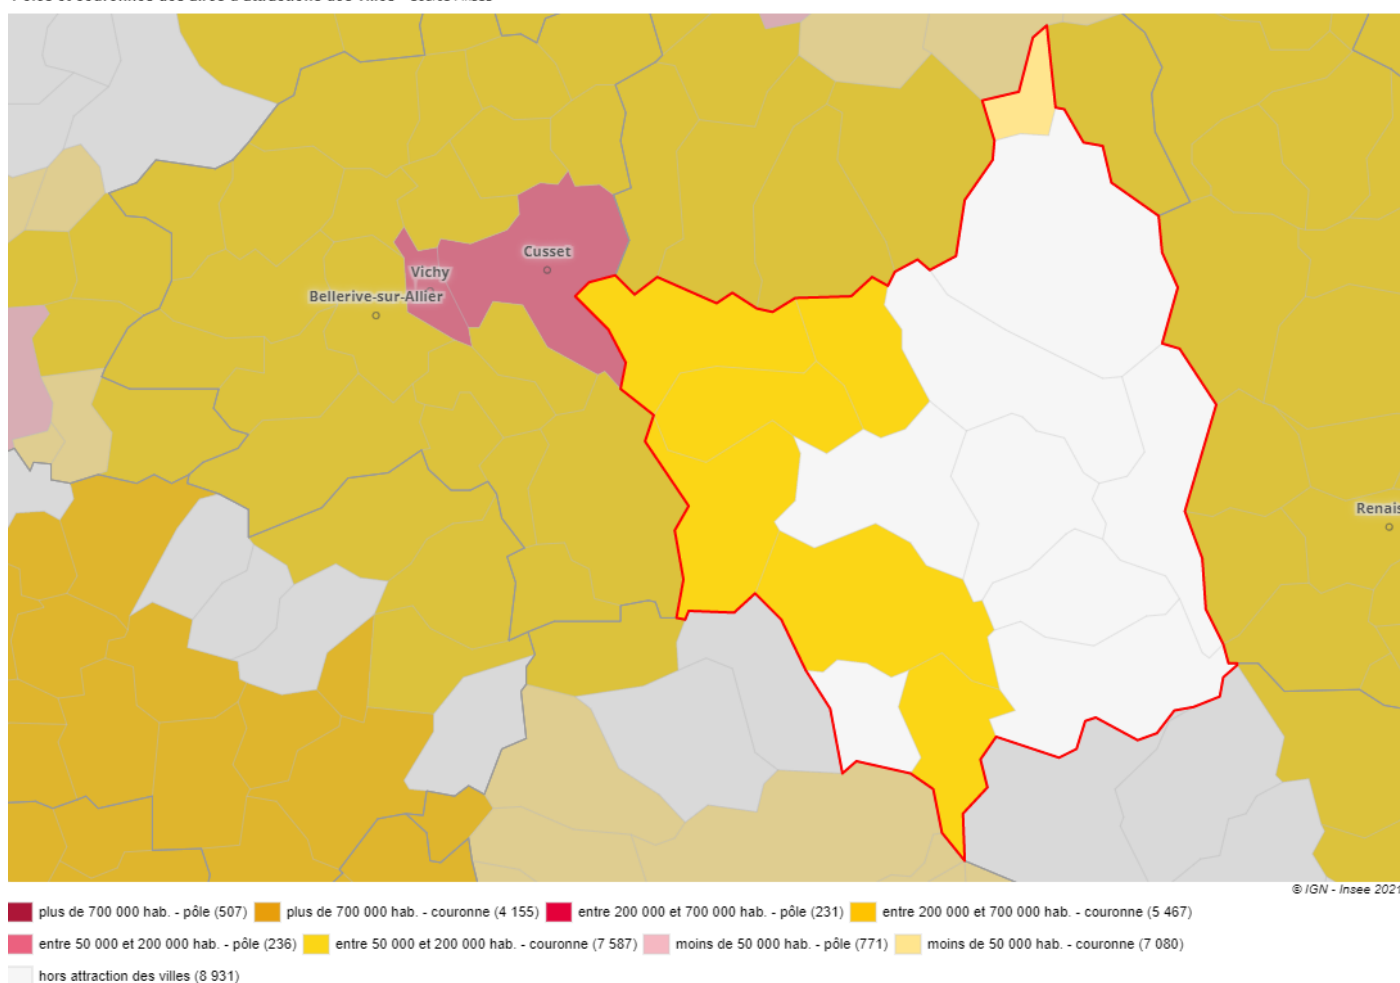 Cusset
Vichy
Bellerive-sur-Allier
Renais
© IGN - Insee 2021
plus de 700 000 hab. - pôle (507) plus de 700 000 hab. - couronne (4 155) entre 200 000 et 700 000 hab. - pôle (231) entre 200 000 et 700 000 hab. - couronne (5 467)
entre 50 000 et 200 000 hab. - pôle (236) entre 50 000 et 200 000 hab. - couronne (7 587) moins de 50 000 hab. - pôle (771) moins de 50 000 hab. - couronne (7 080)
hors attraction des villes (8 931)